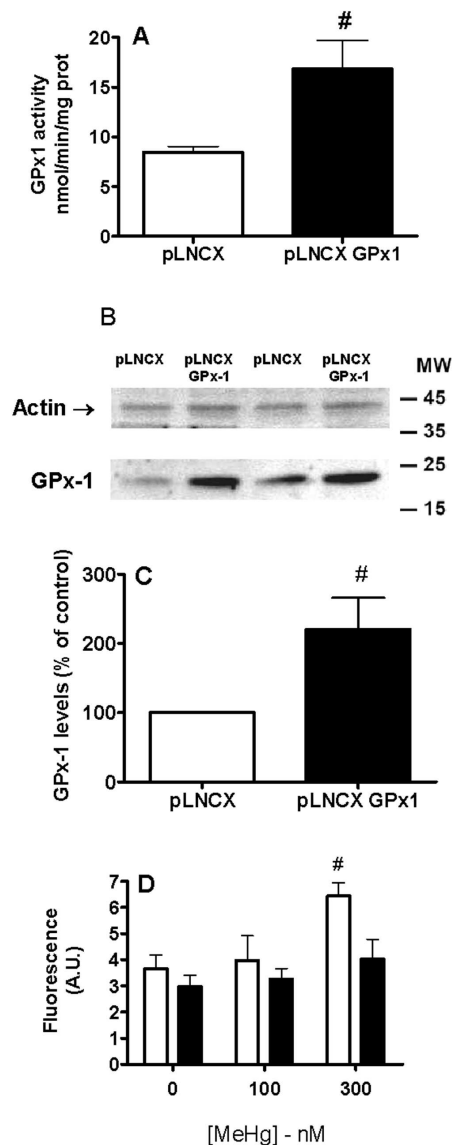 A
#
GPx1 activity
nmol/min/mg prot
20
15
10
5
0
pLNCX
pLNCX GPx1
B
pLNCX
pLNCX
GPx-1
pLNCX
pLNCX
GPx-1
MW
Actin →
45
35
GPx-1
25
15
C
#
GPx-1 levels (% of control)
300
200
100
0
pLNCX
pLNCX GPx1
D
#
Fluorescence
(A.U.)
7
6
5
4
3
2
1
0
0
100
300
[MeHg] - nM